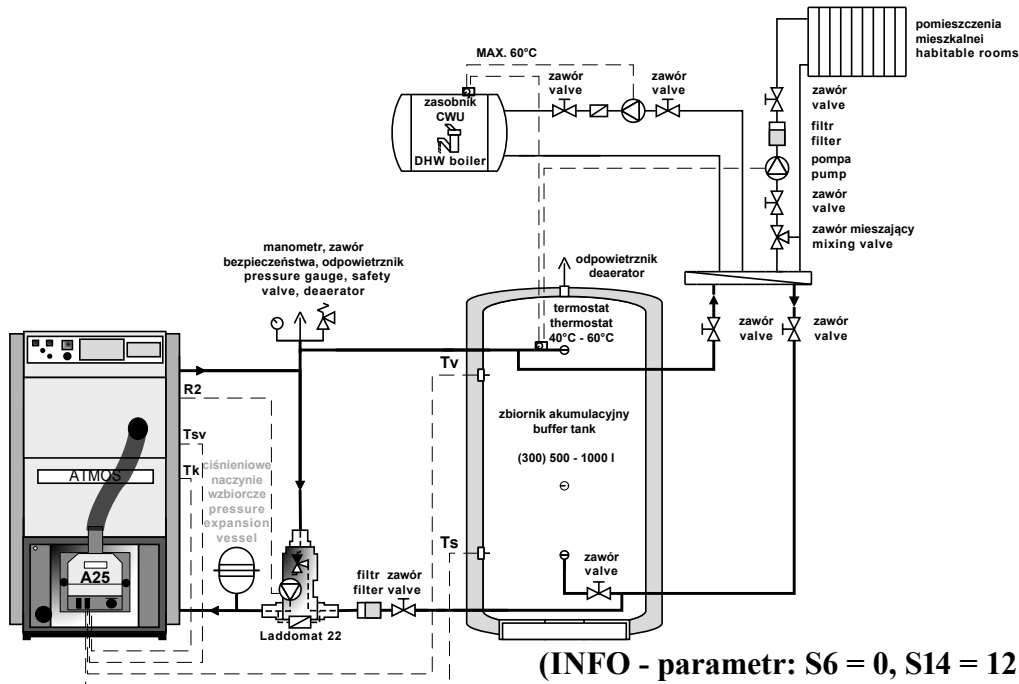 pomieszczenia
mieszkalnei
habitable rooms
MAX. 60°C
zawór
valve
zawór
valve
zasobnik
CWU
DHW boiler
zawór
valve
filtr
filter
pompa
pump
zawór
valve
zawór mieszający
mixing valve
manometr, zawór
bezpieczeństwa, odpowietrznik
pressure gauge, safety
valve, deaerator
odpowietrznik
deaerator
termostat
thermostat
40°C - 60°C
zawór
valve
zawór
valve
Tv
R2
Tsv
Tk
ATMOS
ciśnieniowe
naczynie
wzbiorcze
pressure
expansion
vessel
zbiornik akumulacyjny
buffer tank
(300) 500 - 1000 l
Ts
A25
filtr zawór
filter valve
zawór
valve
Laddomat 22
(INFO - parametr: S6 = 0, S14 = 12